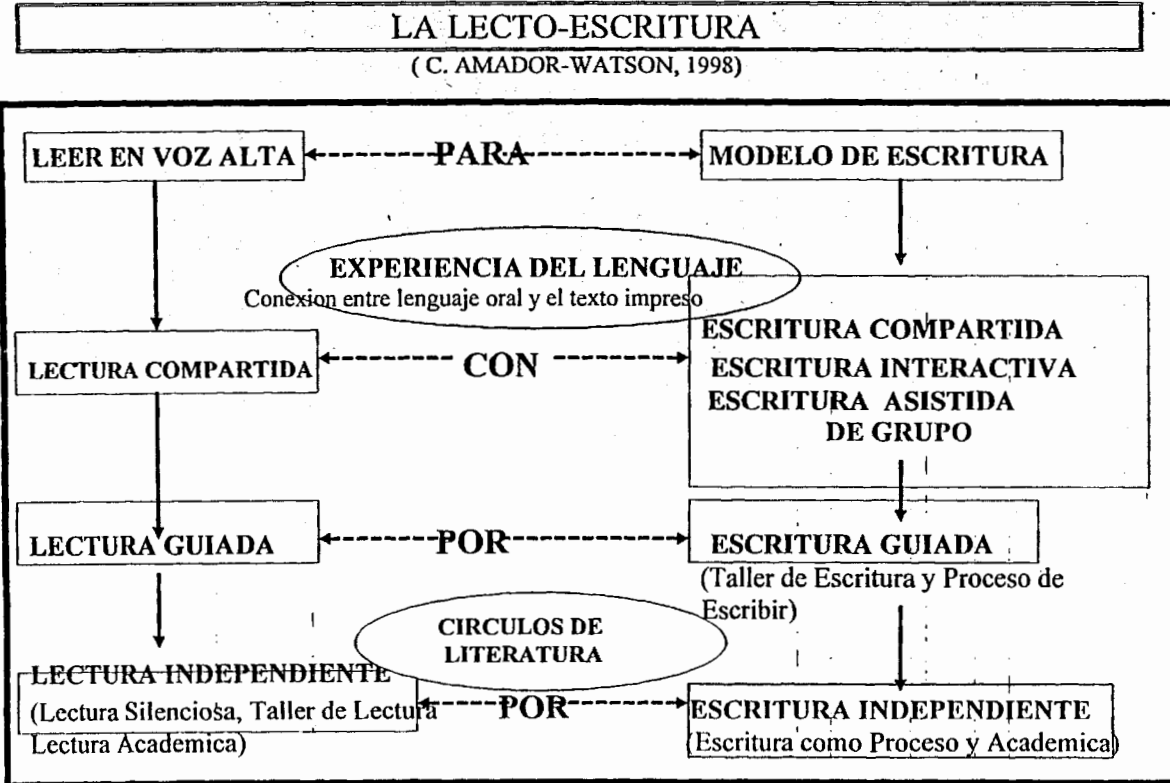 LA LECTO-ESCRITURA
( C. AMADOR-WATSON, 1998)
LEER EN VOZ ALTA
PARA
MODELO DE ESCRITURA
EXPERIENCIA DEL LENGUAJE
Conexion entre lenguaje oral y el texto impreso
LECTURA COMPARTIDA
CON
ESCRITURA COMPARTIDA
ESCRITURA INTERACTIVA
ESCRITURA ASISTIDA
DE GRUPO
LECTURA GUIADA
POR
ESCRITURA GUIADA
(Taller de Escritura y Proceso de
Escribir)
CIRCULOS DE
LITERATURA
LECTURA INDEPENDIENTE
(Lectura Silenciosa, Taller de Lectura
Lectura Academica)
POR
ESCRITURA INDEPENDIENTE
(Escritura como Proceso y Academica)